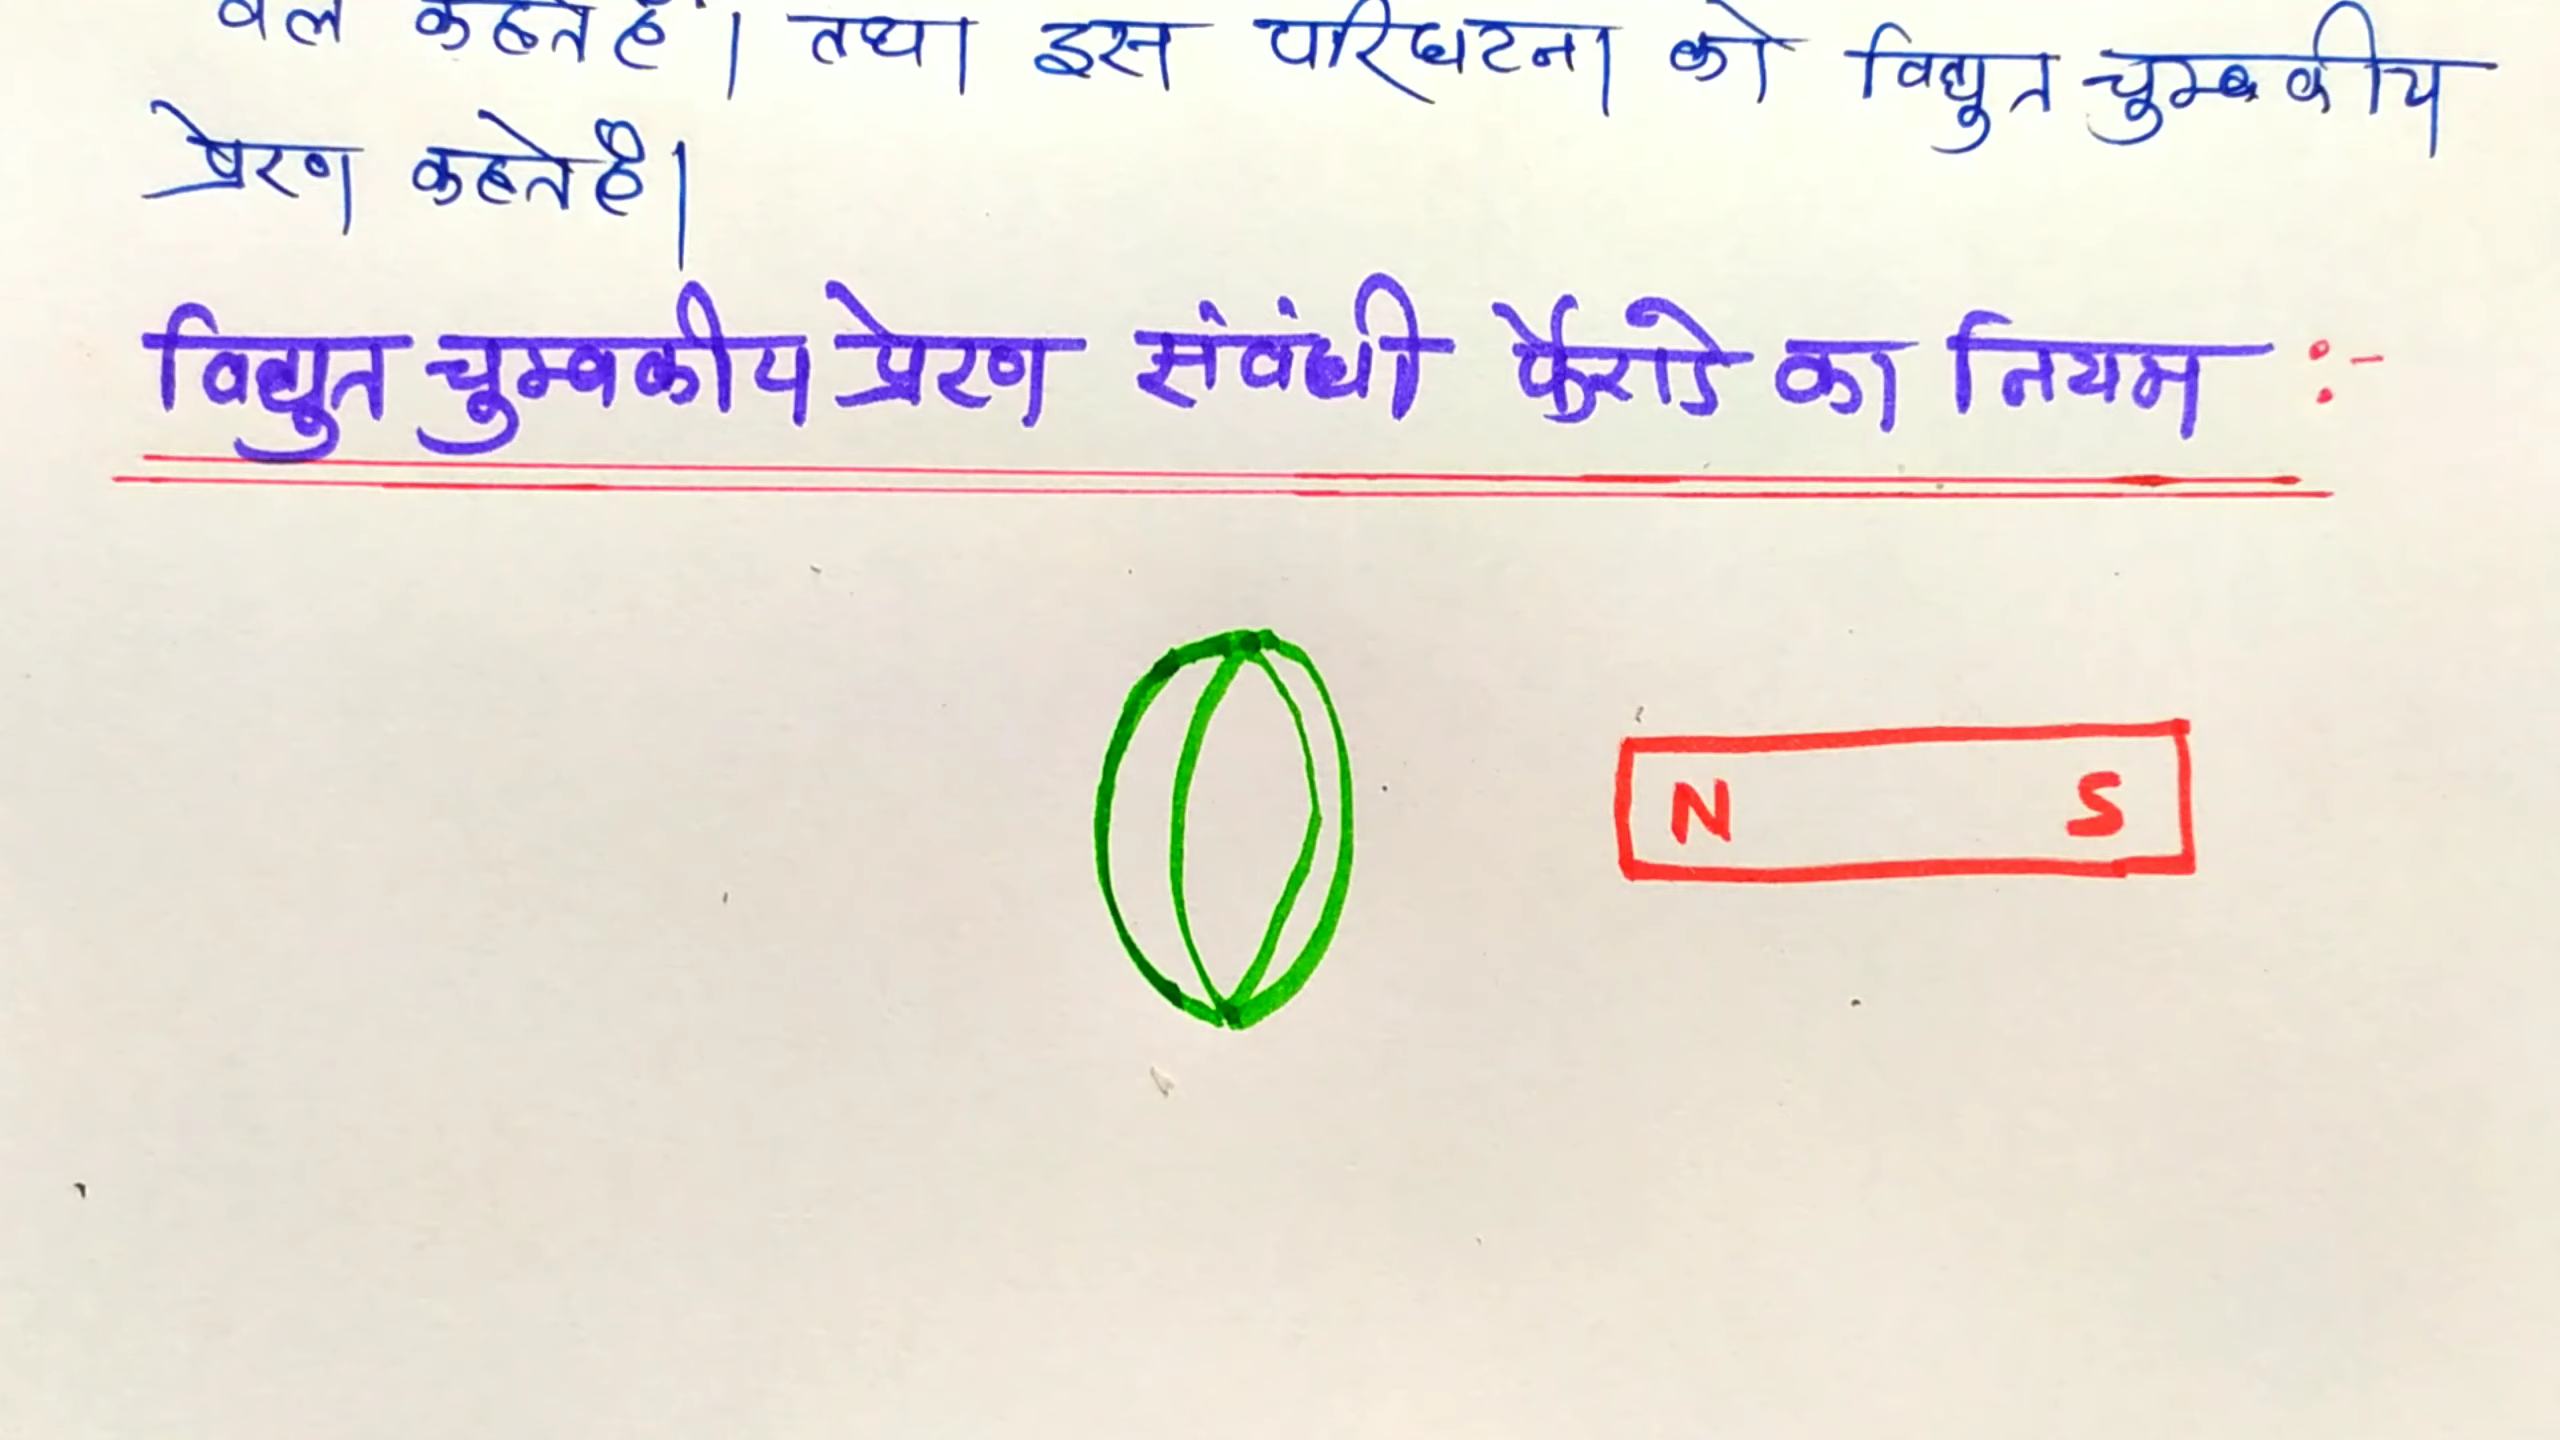 बल कहते हैं। तथा इस परिघटना को विद्युत चुम्बकीय
प्रेरण कहते है।
विद्युत चुम्बकीय प्रेरण संबंधी फैराडे का नियम :-
N S